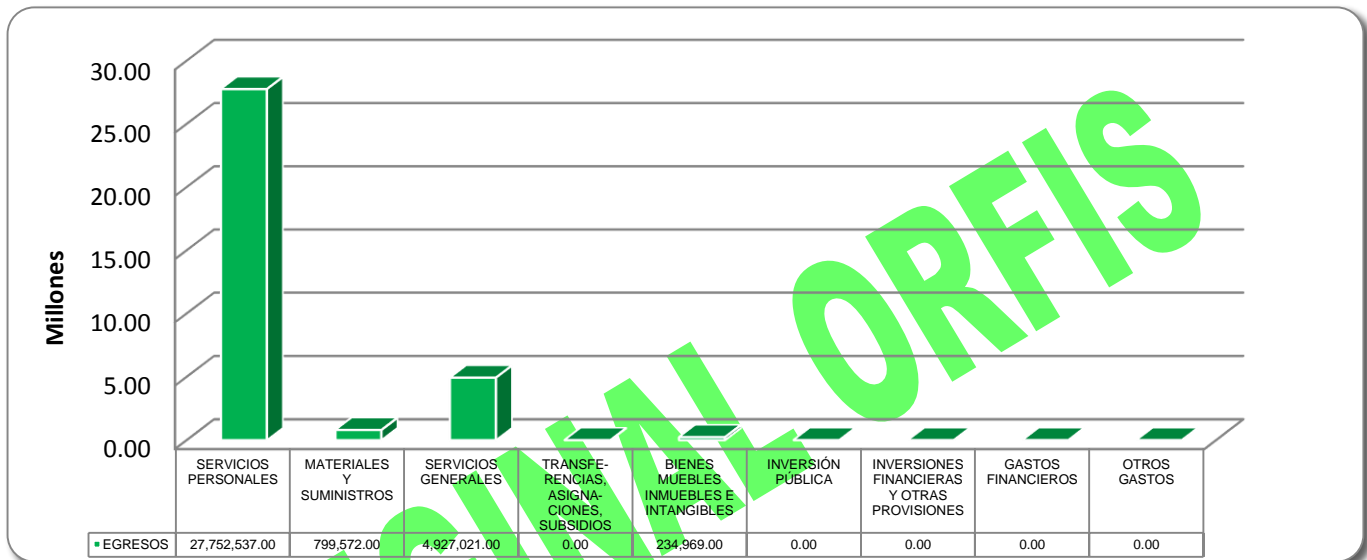 30.00
25.00
20.00
15.00
10.00
5.00
0.00
Millones
SERVICIOS PERSONALES
MATERIALES Y SUMINISTROS
SERVICIOS GENERALES
TRANSFE-RENCIAS, ASIGNA-CIONES, SUBSIDIOS
BIENES MUEBLES INMUEBLES E INTANGIBLES
INVERSIÓN PÚBLICA
INVERSIONES FINANCIERAS Y OTRAS PROVISIONES
GASTOS FINANCIEROS
OTROS GASTOS
EGRESOS 27,752,537.00 799,572.00 4,927,021.00 0.00 234,969.00 0.00 0.00 0.00 0.00
ORFIS